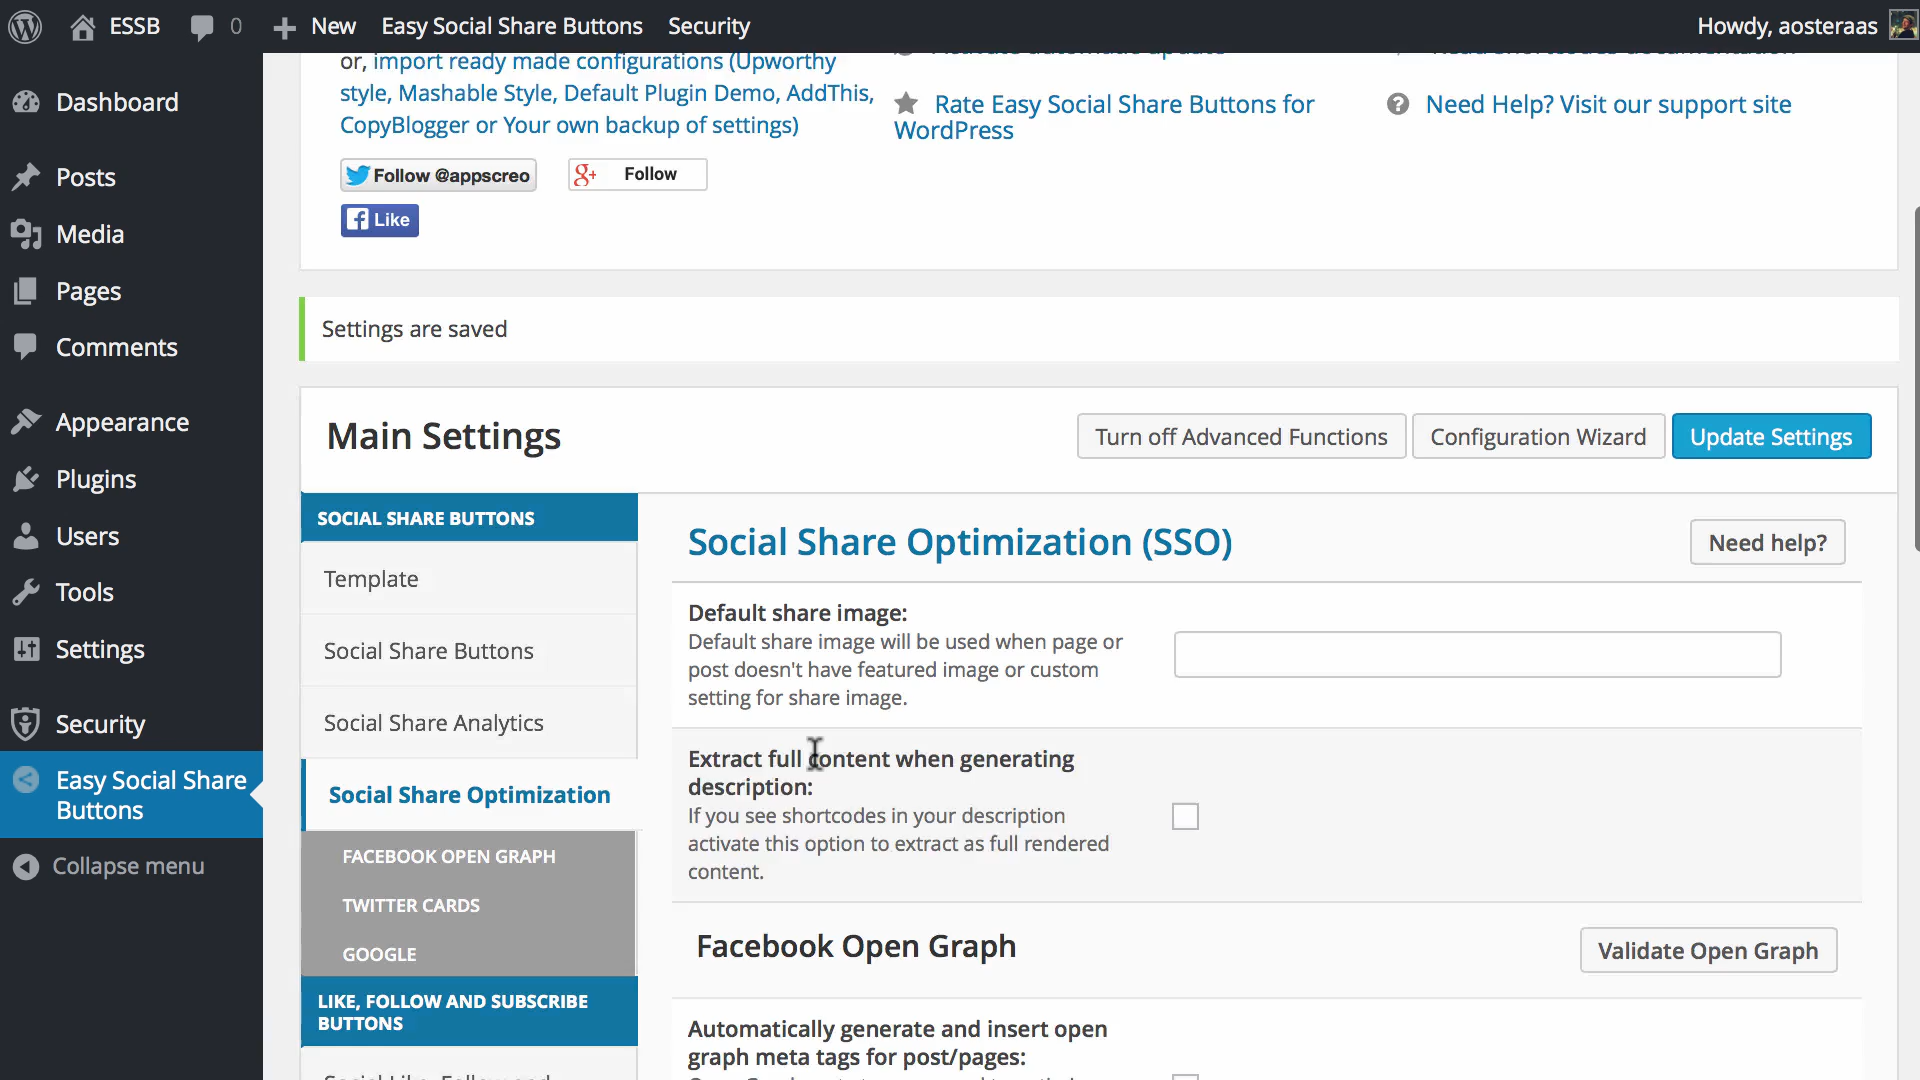 ESSB 0 New Easy Social Share Buttons Security Howdy, aosteraas
Dashboard
Posts
Media
Pages
Comments
Appearance
Plugins
Users
Tools
Settings
Security
Easy Social Share
Buttons
Collapse menu
or, import ready made configurations (Upworthy
style, Mashable Style, Default Plugin Demo, AddThis,
CopyBlogger or Your own backup of settings)
Follow @appscreo
g+ Follow
Like
Rate Easy Social Share Buttons for
WordPress
Need Help? Visit our support site
Settings are saved
Main Settings
Turn off Advanced Functions
Configuration Wizard
Update Settings
SOCIAL SHARE BUTTONS
Template
Social Share Buttons
Social Share Analytics
Social Share Optimization
FACEBOOK OPEN GRAPH
TWITTER CARDS
GOOGLE
LIKE, FOLLOW AND SUBSCRIBE
BUTTONS
Social Share Optimization (SSO)
Need help?
Default share image:
Default share image will be used when page or
post doesn't have featured image or custom
setting for share image.
Extract full content when generating
description:
If you see shortcodes in your description
activate this option to extract as full rendered
content.
Facebook Open Graph
Validate Open Graph
Automatically generate and insert open
graph meta tags for post/pages: